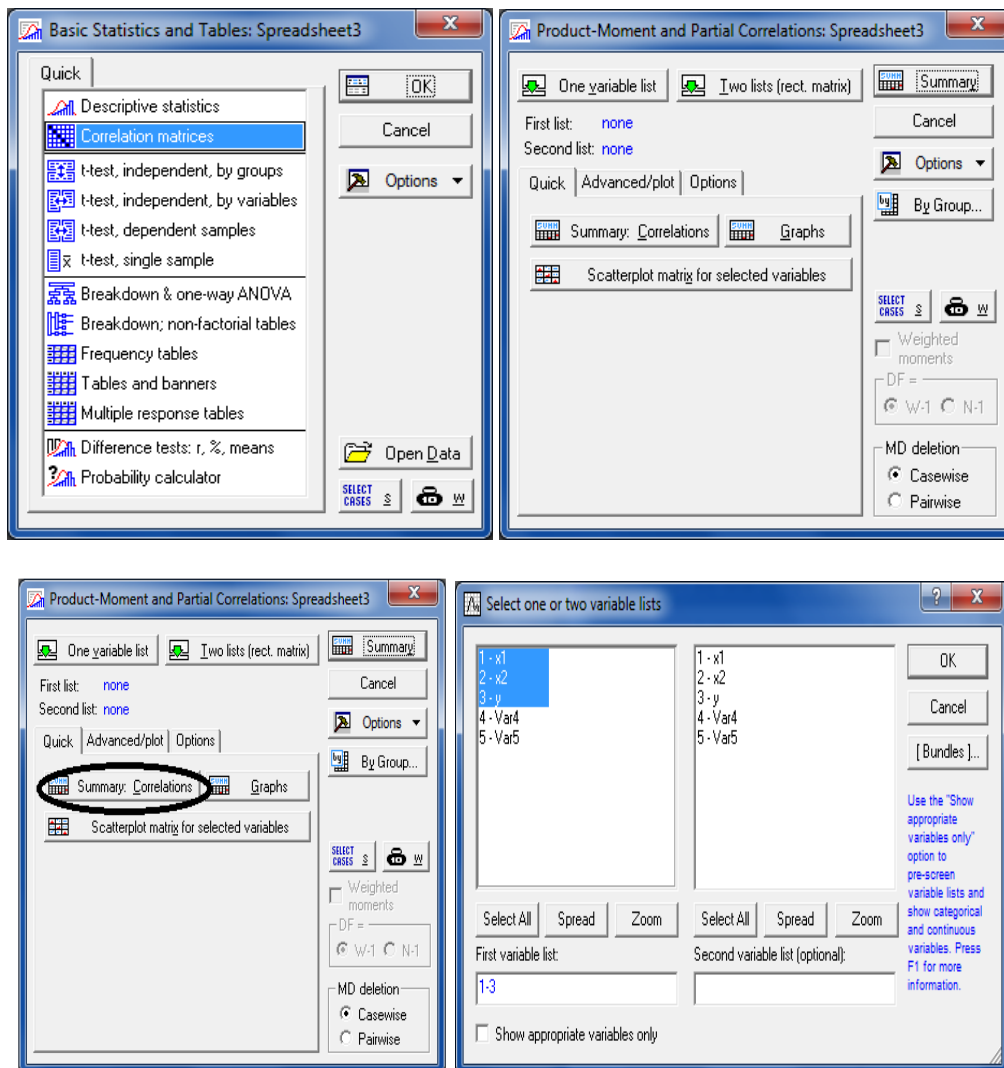 Basic Statistics and Tables: Spreadsheet3
X
Quick
Descriptive statistics
Correlation matrices
t-test, independent, by groups
t-test, independent, by variables
t-test, dependent samples
t-test, single sample
Breakdown & one-way ANOVA
Breakdown; non-factorial tables
Frequency tables
Tables and banners
Multiple response tables
Difference tests: r, %, means
Probability calculator
OK
Cancel
Options
Open Data
SELECT CASES S
W
Product-Moment and Partial Correlations: Spreadsheet3
X
One variable list
Two lists (rect. matrix)
Summary
First list: none
Second list: none
Cancel
Options
By Group...
Quick
Advanced/plot
Options
Summary: Correlations
Graphs
Scatterplot matrix for selected variables
SELECT CASES S
W
Weighted
moments
DF =
W-1 N-1
MD deletion
Casewise
Pairwise
Product-Moment and Partial Correlations: Spreadsheet3
X
One variable list
Two lists (rect. matrix)
Summary
First list: none
Second list: none
Cancel
Options
By Group...
Quick
Advanced/plot
Options
Summary: Correlations
Graphs
Scatterplot matrix for selected variables
SELECT CASES S
W
Weighted
moments
DF =
W-1 N-1
MD deletion
Casewise
Pairwise
Select one or two variable lists
? X
1 - x1
2 - x2
3 - y
4 - Var4
5 - Var5
1 - x1
2 - x2
3 - y
4 - Var4
5 - Var5
OK
Cancel
[ Bundles ]...
Use the "Show
appropriate
variables only"
option to
pre-screen
variable lists and
show categorical
and continuous
variables. Press
F1 for more
information.
Select All
Spread
Zoom
Select All
Spread
Zoom
First variable list:
Second variable list (optional):
1-3
Show appropriate variables only